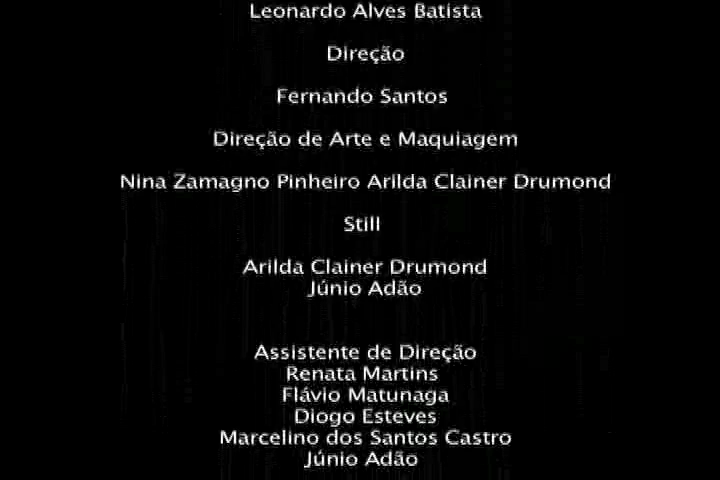 Leonardo Alves Batista
Direção
Fernando Santos
Direção de Arte e Maquiagem
Nina Zamagno Pinheiro Arilda Clainer Drumond
Still
Arilda Clainer Drumond
Júnio Adão
Assistente de Direção
Renata Martins
Flávio Matunaga
Diogo Esteves
Marcelino dos Santos Castro
Júnio Adão